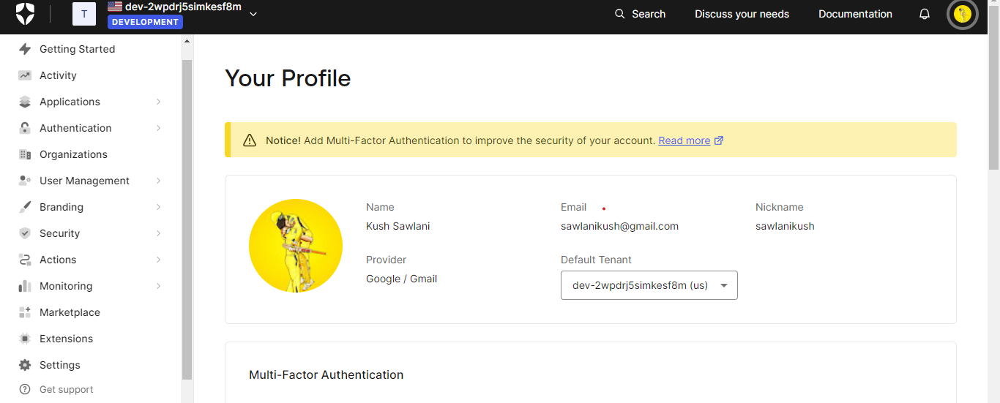 T
dev-2wpdrj5simkesf8m
DEVELOPMENT
Search
Discuss your needs
Documentation
Getting Started
Activity
Applications
Authentication
Organizations
User Management
Branding
Security
Actions
Monitoring
Marketplace
Extensions
Settings
Get support
Your Profile
Notice! Add Multi-Factor Authentication to improve the security of your account. Read more
Name
Kush Sawlani
Email
sawlanikush@gmail.com
Nickname
sawlanikush
Provider
Google / Gmail
Default Tenant
dev-2wpdrj5simkesf8m (us)
Multi-Factor Authentication